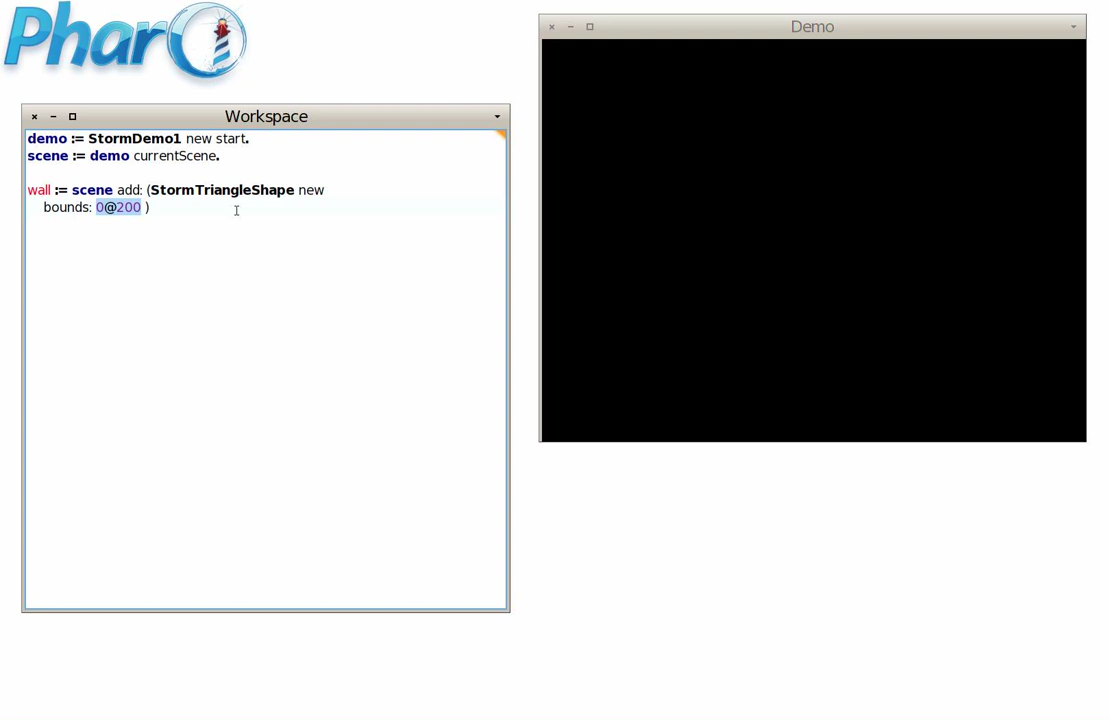 Pharo
Workspace
demo := StormDemo1 new start.
scene := demo currentScene.
wall := scene add: (StormTriangleShape new
bounds: 0@200 )
Demo